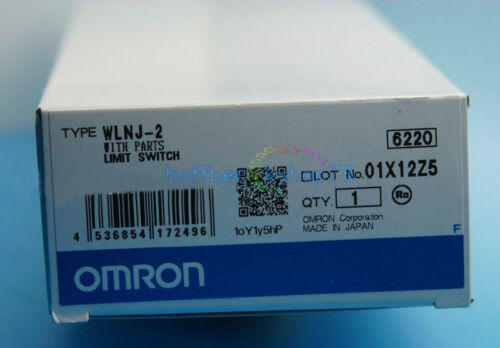 TYPE WLNJ-2
WITH PARTS
LIMIT SWITCH
6220
LOT No. 01X12Z5
QTY. 1
Ro
OMRON Corporation
MADE IN JAPAN
4 536854 172496
1oY1y5hP
F
OMRON